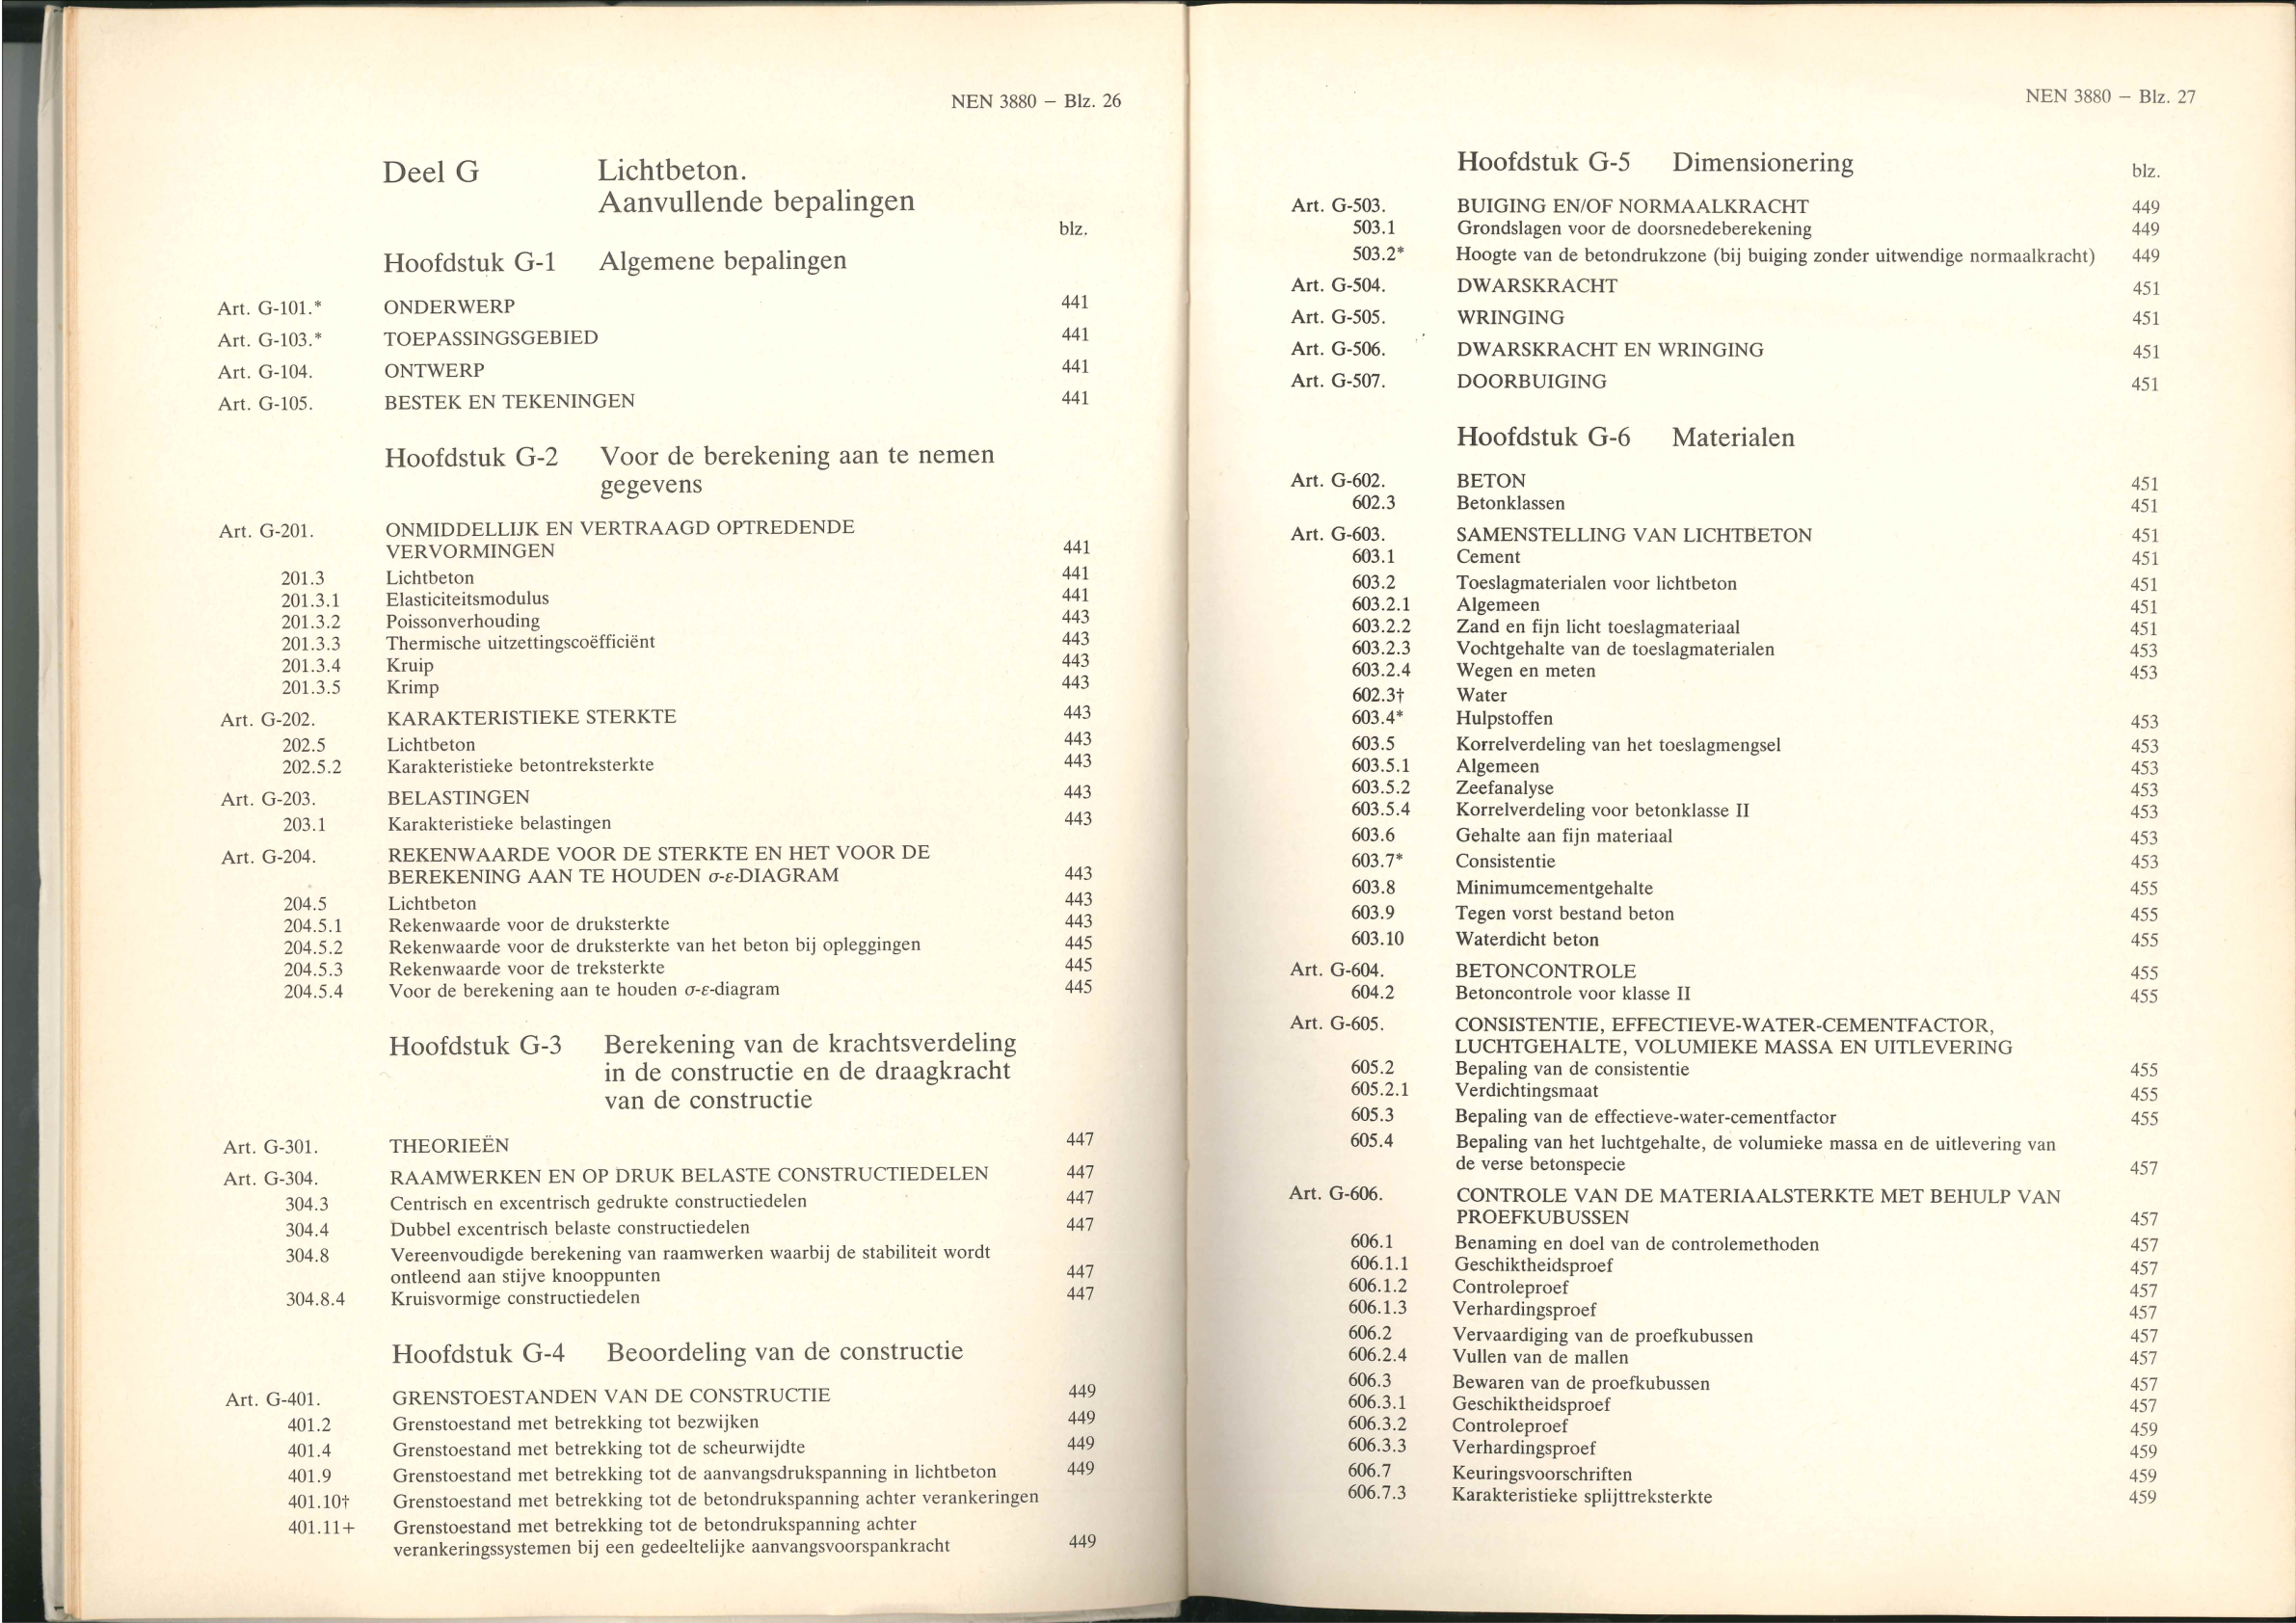 NEN 3880 — Blz. 26
Deel G Lichtbeton.
Aanvullende bepalingen
blz.
Hoofdstuk G-1 Algemene bepalingen
Art. G-101.* ONDERWERP 441
Art. G-103.* TOEPASSINGSGEBIED 441
Art. G-104. ONTWERP 441
Art. G-105. BESTEK EN TEKENINGEN 441
Hoofdstuk G-2 Voor de berekening aan te nemen
gegevens
Art. G-201. ONMIDDELLIJK EN VERTRAAGD OPTREDENDE
VERVORMINGEN 441
201.3 Lichtbeton 441
201.3.1 Elasticiteitsmodulus 441
201.3.2 Poissonverhouding 443
201.3.3 Thermische uitzettingscoëfficiënt 443
201.3.4 Kruip 443
201.3.5 Krimp 443
Art. G-202. KARAKTERISTIEKE STERKTE 443
202.5 Lichtbeton 443
202.5.2 Karakteristieke betontreksterkte 443
Art. G-203. BELASTINGEN 443
203.1 Karakteristieke belastingen 443
Art. G-204. REKENWAARDE VOOR DE STERKTE EN HET VOOR DE
BEREKENING AAN TE HOUDEN σ-ε-DIAGRAM 443
204.5 Lichtbeton 443
204.5.1 Rekenwaarde voor de druksterkte 443
204.5.2 Rekenwaarde voor de druksterkte van het beton bij opleggingen 445
204.5.3 Rekenwaarde voor de treksterkte 445
204.5.4 Voor de berekening aan te houden σ-ε-diagram 445
Hoofdstuk G-3 Berekening van de krachtsverdeling
in de constructie en de draagkracht
van de constructie
Art. G-301. THEORIEËN 447
Art. G-304. RAAMWERKEN EN OP DRUK BELASTE CONSTRUCTIEDELEN 447
304.3 Centrisch en excentrisch gedrukte constructiedelen 447
304.4 Dubbel excentrisch belaste constructiedelen 447
304.8 Vereenvoudigde berekening van raamwerken waarbij de stabiliteit wordt
ontleend aan stijve knooppunten 447
304.8.4 Kruisvormige constructiedelen 447
Hoofdstuk G-4 Beoordeling van de constructie
Art. G-401. GRENSTOESTANDEN VAN DE CONSTRUCTIE 449
401.2 Grenstoestand met betrekking tot bezwijken 449
401.4 Grenstoestand met betrekking tot de scheurwijdte 449
401.9 Grenstoestand met betrekking tot de aanvangsdrukspanning in lichtbeton 449
401.10† Grenstoestand met betrekking tot de betondrukspanning achter verankeringen
401.11+ Grenstoestand met betrekking tot de betondrukspanning achter
verankeringssystemen bij een gedeeltelijke aanvangsvoorspankracht 449
NEN 3880 — Blz. 27
Hoofdstuk G-5 Dimensionering
blz.
Art. G-503. BUIGING EN/OF NORMAALKRACHT 449
503.1 Grondslagen voor de doorsnedeberekening 449
503.2* Hoogte van de betondrukzone (bij buiging zonder uitwendige normaalkracht) 449
Art. G-504. DWARSKRACHT 451
Art. G-505. WRINGING 451
Art. G-506. DWARSKRACHT EN WRINGING 451
Art. G-507. DOORBUIGING 451
Hoofdstuk G-6 Materialen
Art. G-602. BETON 451
602.3 Betonklassen 451
Art. G-603. SAMENSTELLING VAN LICHTBETON 451
603.1 Cement 451
603.2 Toeslagmaterialen voor lichtbeton 451
603.2.1 Algemeen 451
603.2.2 Zand en fijn licht toeslagmateriaal 451
603.2.3 Vochtgehalte van de toeslagmaterialen 453
603.2.4 Wegen en meten 453
602.3† Water
603.4* Hulpstoffen 453
603.5 Korrelverdeling van het toeslagmengsel 453
603.5.1 Algemeen 453
603.5.2 Zeefanalyse 453
603.5.4 Korrelverdeling voor betonklasse II 453
603.6 Gehalte aan fijn materiaal 453
603.7* Consistentie 453
603.8 Minimumcementgehalte 455
603.9 Tegen vorst bestand beton 455
603.10 Waterdicht beton 455
Art. G-604. BETONCONTROLE 455
604.2 Betoncontrole voor klasse II 455
Art. G-605. CONSISTENTIE, EFFECTIEVE-WATER-CEMENTFACTOR,
LUCHTGEHALTE, VOLUMIEKE MASSA EN UITLEVERING
605.2 Bepaling van de consistentie 455
605.2.1 Verdichtingsmaat 455
605.3 Bepaling van de effectieve-water-cementfactor 455
605.4 Bepaling van het luchtgehalte, de volumieke massa en de uitlevering van
de verse betonspecie 457
Art. G-606. CONTROLE VAN DE MATERIAALSTERKTE MET BEHULP VAN
PROEFKUBUSSEN 457
606.1 Benaming en doel van de controlemethoden 457
606.1.1 Geschiktheidsproef 457
606.1.2 Controleproef 457
606.1.3 Verhardingsproef 457
606.2 Vervaardiging van de proefkubussen 457
606.2.4 Vullen van de mallen 457
606.3 Bewaren van de proefkubussen 457
606.3.1 Geschiktheidsproef 457
606.3.2 Controleproef 459
606.3.3 Verhardingsproef 459
606.7 Keuringsvoorschriften 459
606.7.3 Karakteristieke splijttreksterkte 459